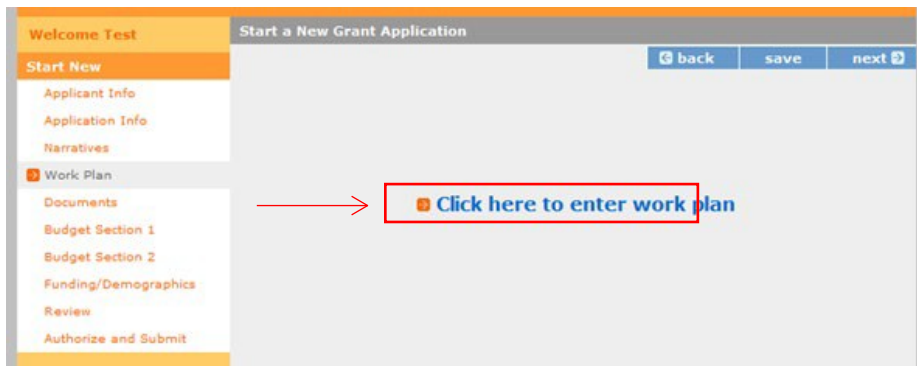 Welcome Test
Start a New Grant Application
Start New
back
save
next
Applicant Info
Application Info
Narratives
Work Plan
Documents
Click here to enter work plan
Budget Section 1
Budget Section 2
Funding/Demographics
Review
Authorize and Submit